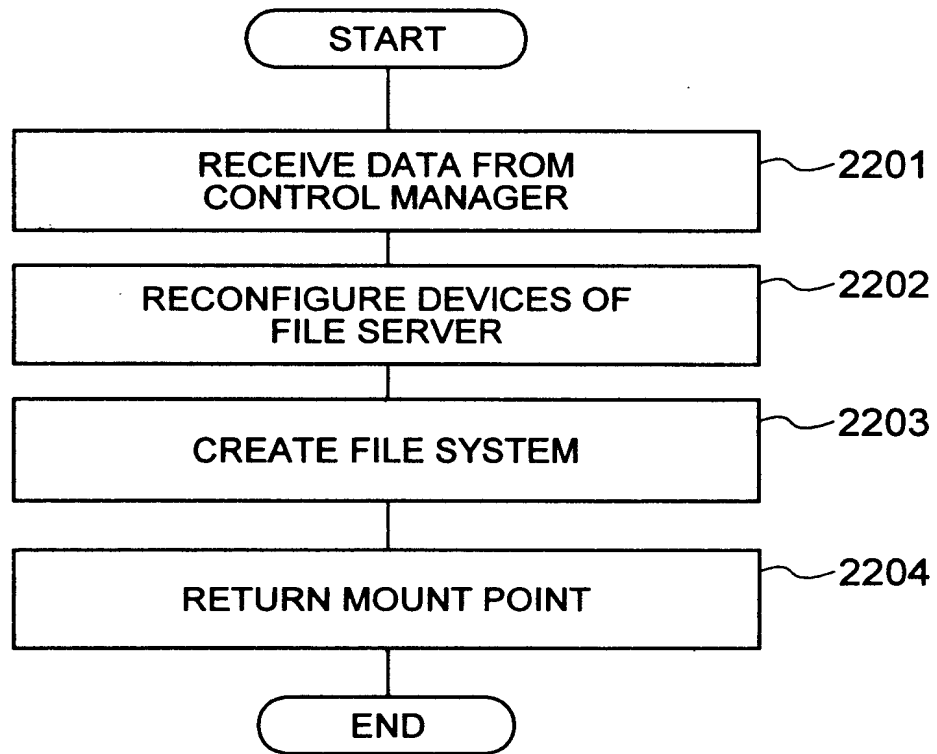 START
RECEIVE DATA FROM
CONTROL MANAGER
2201
RECONFIGURE DEVICES OF
FILE SERVER
2202
CREATE FILE SYSTEM
2203
RETURN MOUNT POINT
2204
END